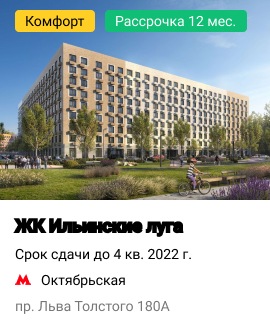 Комфорт
Рассрочка 12 мес.
ЖК Ильинские луга
Срок сдачи до 4 кв. 2022 г.
Октябрьская
пр. Льва Толстого 180А